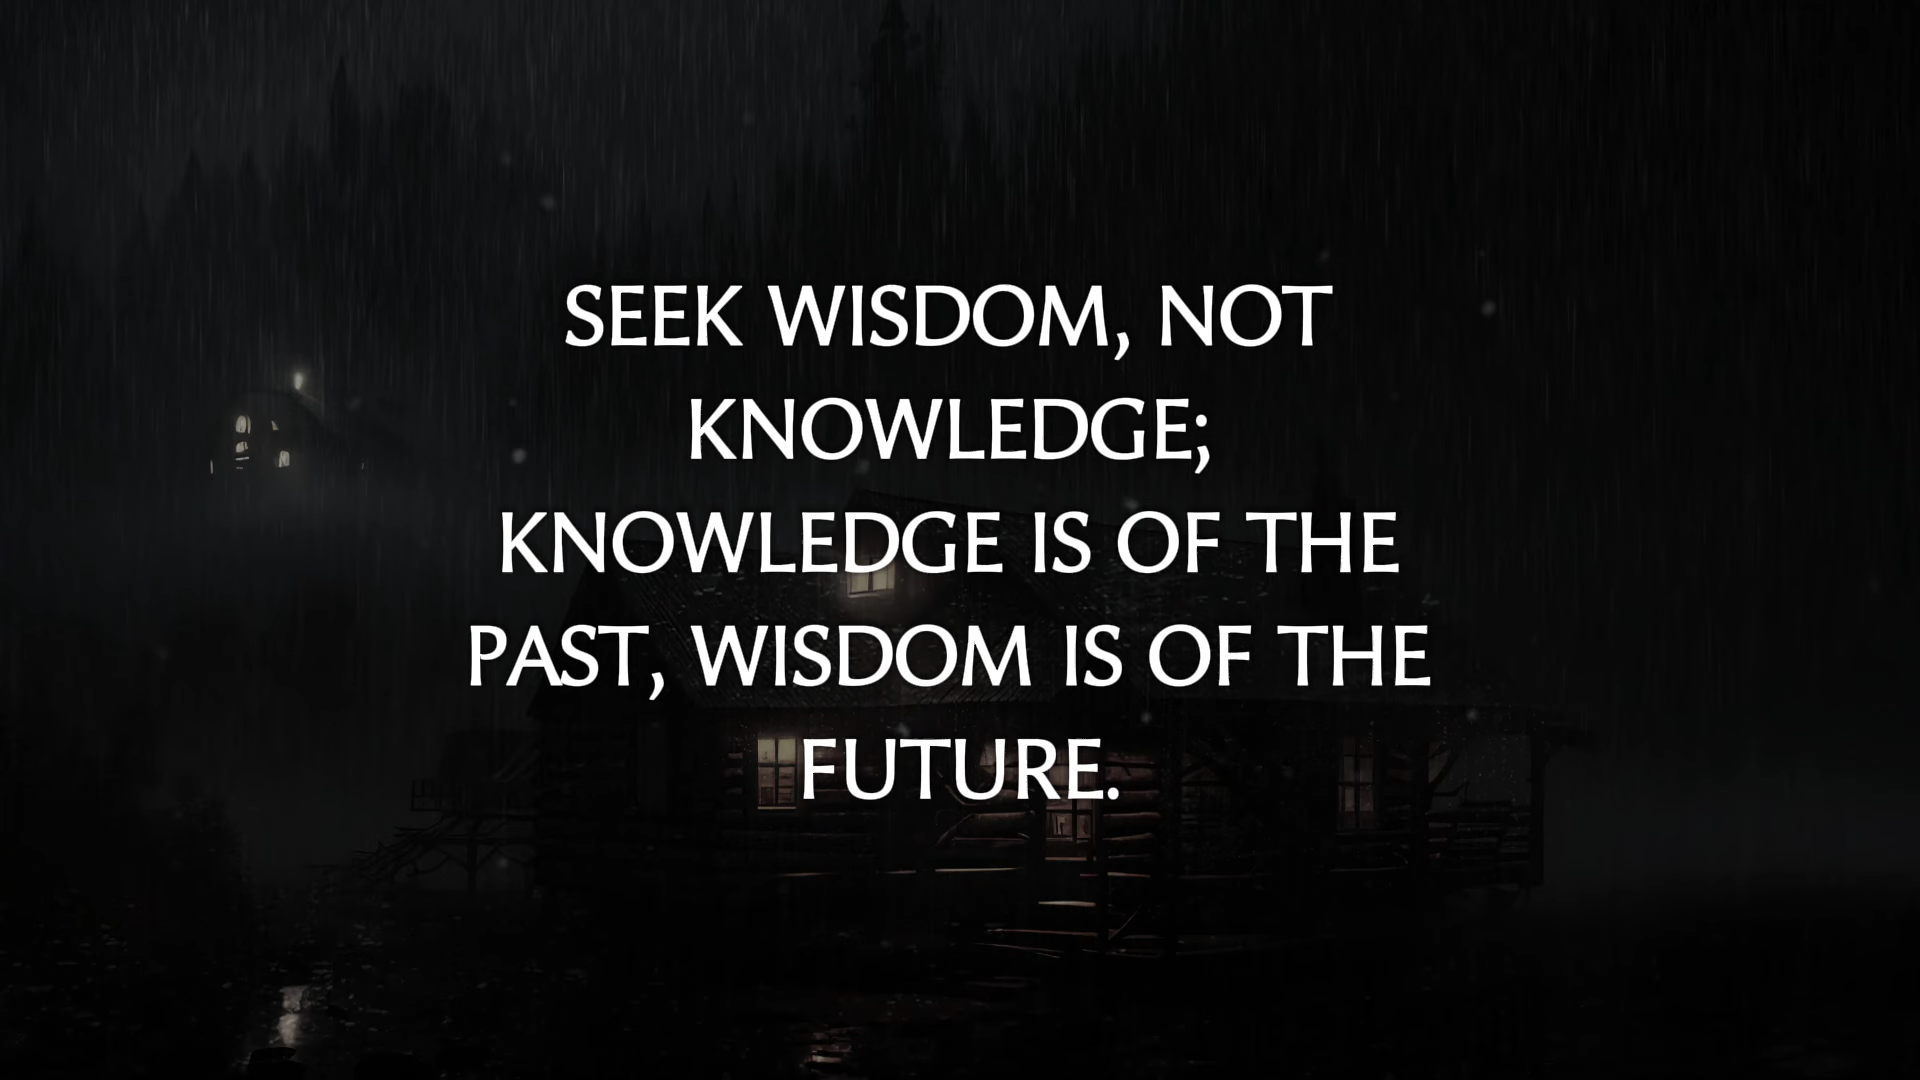 SEEK WISDOM, NOT
KNOWLEDGE;
KNOWLEDGE IS OF THE
PAST, WISDOM IS OF THE
FUTURE.